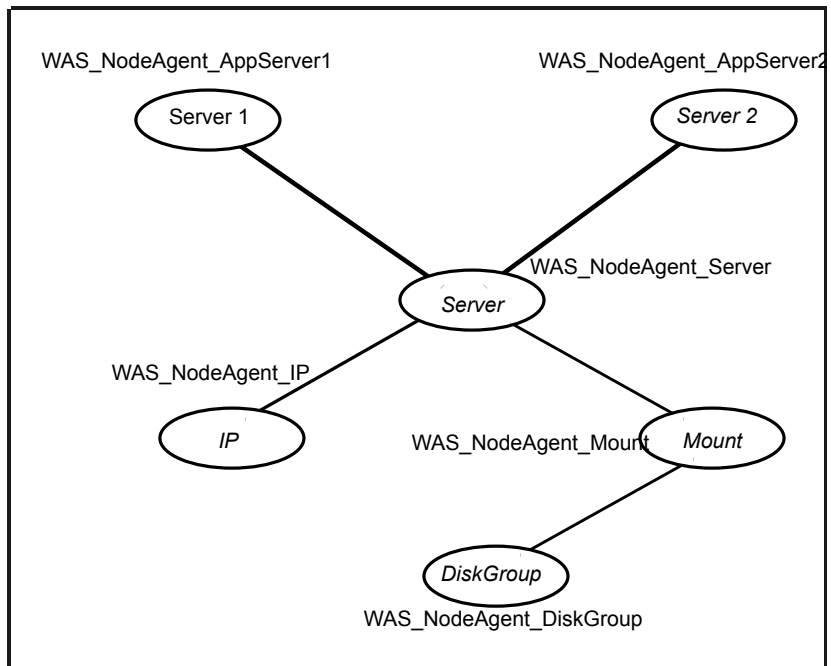 WAS_NodeAgent_AppServer1
WAS_NodeAgent_AppServer2
Server 1
Server 2
WAS_NodeAgent_Server
Server
WAS_NodeAgent_IP
IP
WAS_NodeAgent_Mount
Mount
DiskGroup
WAS_NodeAgent_DiskGroup